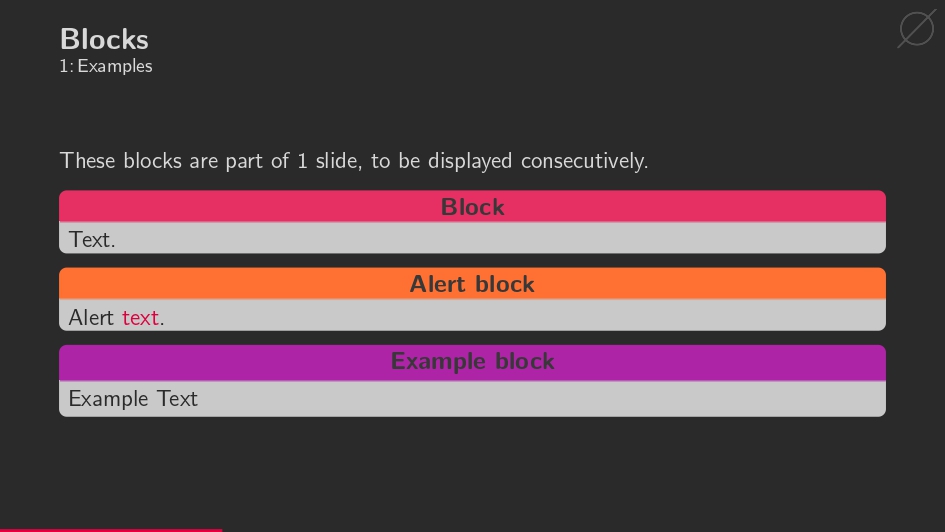 Blocks
1: Examples
These blocks are part of 1 slide, to be displayed consecutively.
Block
Text.
Alert block
Alert text.
Example block
Example Text